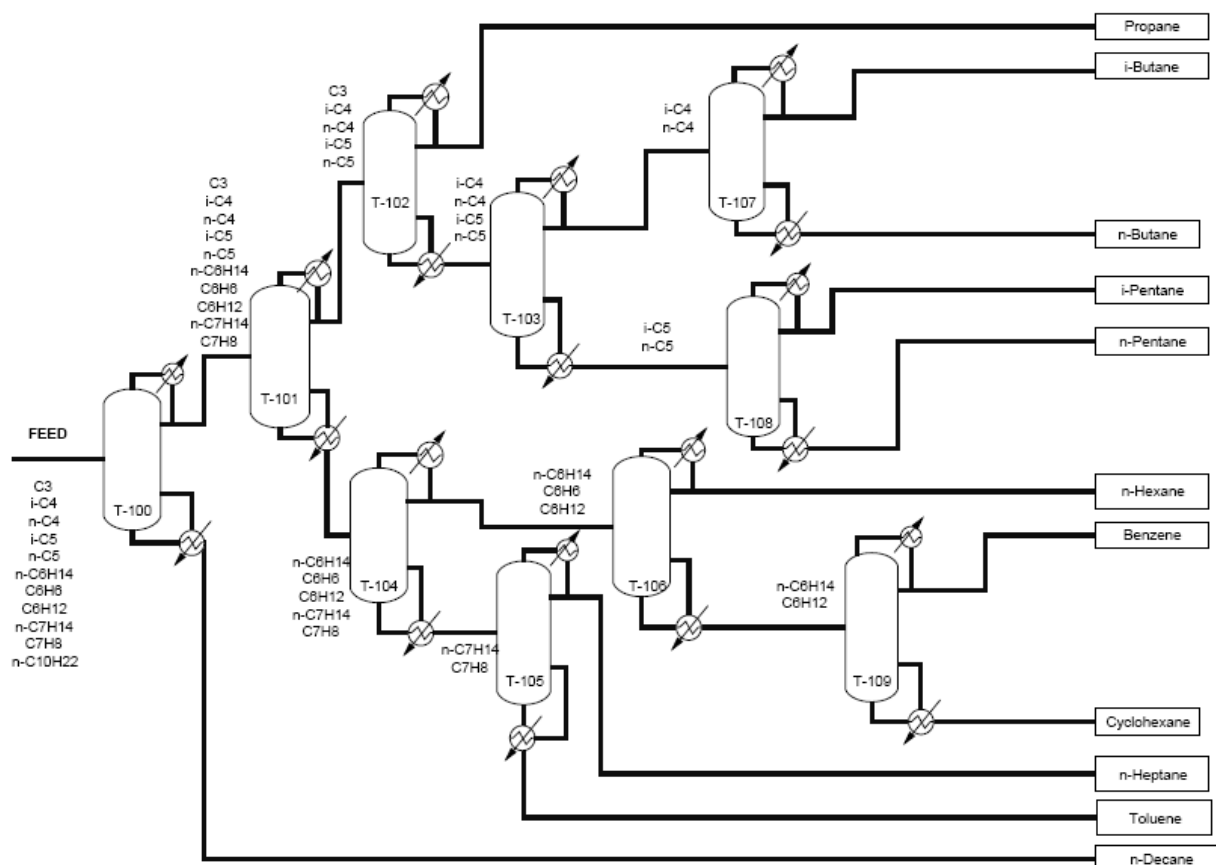 Propane
i-Butane
C3
i-C4
n-C4
i-C5
n-C5
T-102
i-C4
n-C4
T-107
n-Butane
C3
i-C4
n-C4
i-C5
n-C5
n-C6H14
C6H6
C6H12
n-C7H14
C7H8
T-101
i-C4
n-C4
i-C5
n-C5
T-103
i-C5
n-C5
T-108
i-Pentane
n-Pentane
FEED
C3
i-C4
n-C4
i-C5
n-C5
n-C6H14
C6H6
C6H12
n-C7H14
C7H8
n-C10H22
T-100
n-C6H14
C6H6
C6H12
n-C7H14
C7H8
T-104
n-C6H14
C6H6
C6H12
T-106
n-Hexane
Benzene
n-C7H14
C7H8
T-105
n-C6H14
C6H12
T-109
Cyclohexane
n-Heptane
Toluene
n-Decane